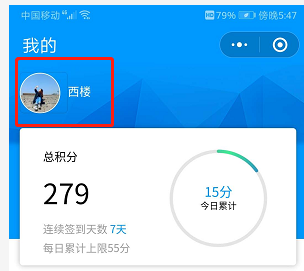 中国移动 4G 79% 傍晚5:47
我的
西楼
总积分
279
15分
今日累计
连续签到天数 7天
每日累计上限55分